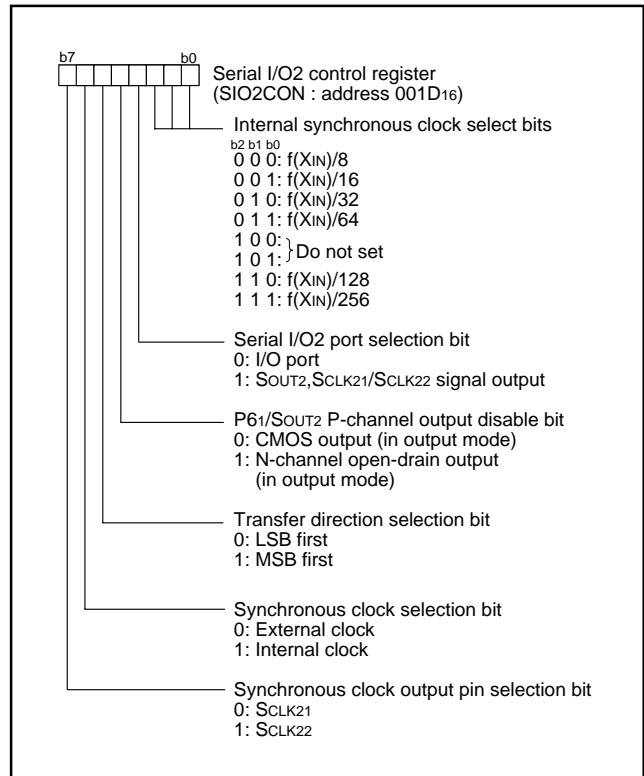 b7 b0
Serial I/O2 control register
(SIO2CON : address 001D16)
Internal synchronous clock select bits
b2 b1 b0
0 0 0: f(XIN)/8
0 0 1: f(XIN)/16
0 1 0: f(XIN)/32
0 1 1: f(XIN)/64
1 0 0:
1 0 1:
Do not set
1 1 0: f(XIN)/128
1 1 1: f(XIN)/256
Serial I/O2 port selection bit
0: I/O port
1: SOUT2,SCLK21/SCLK22 signal output
P61/SOUT2 P-channel output disable bit
0: CMOS output (in output mode)
1: N-channel open-drain output
(in output mode)
Transfer direction selection bit
0: LSB first
1: MSB first
Synchronous clock selection bit
0: External clock
1: Internal clock
Synchronous clock output pin selection bit
0: SCLK21
1: SCLK22